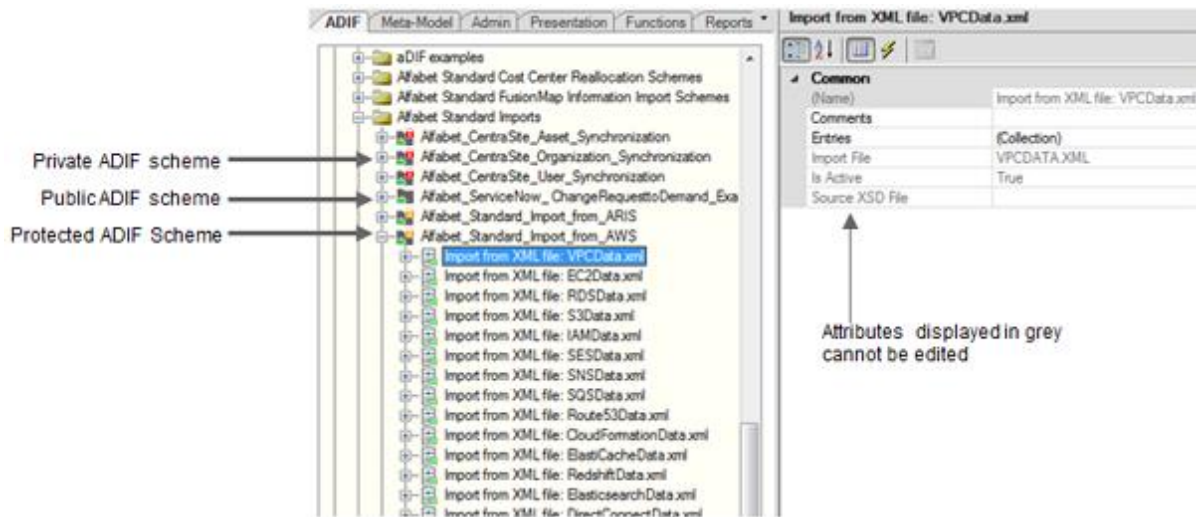 ADIF Meta-Model Admin Presentation Functions Reports
aDIF examples
Alfabet Standard Cost Center Reallocation Schemes
Alfabet Standard FusionMap Information Import Schemes
Alfabet Standard Imports
Alfabet_CentraSite_Asset_Synchronization
Alfabet_CentraSite_Organization_Synchronization
Alfabet_CentraSite_User_Synchronization
Alfabet_ServiceNow_ChangeRequesttoDemand_Exa
Alfabet_Standard_Import_from_ARIS
Alfabet_Standard_Import_from_AWS
Import from XML file: VPCData.xml
Import from XML file: EC2Data.xml
Import from XML file: RDSData.xml
Import from XML file: S3Data.xml
Import from XML file: IAMData.xml
Import from XML file: SESData.xml
Import from XML file: SNSData.xml
Import from XML file: SQSData.xml
Import from XML file: Route53Data.xml
Import from XML file: CloudFormationData.xml
Import from XML file: ElastiCacheData.xml
Import from XML file: RedshiftData.xml
Import from XML file: ElasticsearchData.xml
Import from XML file: DirectConnectData.xml
Private ADIF scheme
Public ADIF scheme
Protected ADIF Scheme
Import from XML file: VPCData.xml
Common
(Name) Import from XML file: VPCData.xml
Comments
Entries (Collection)
Import File VPCDATA.XML
Is Active True
Source XSD File
Attributes displayed in grey
cannot be edited